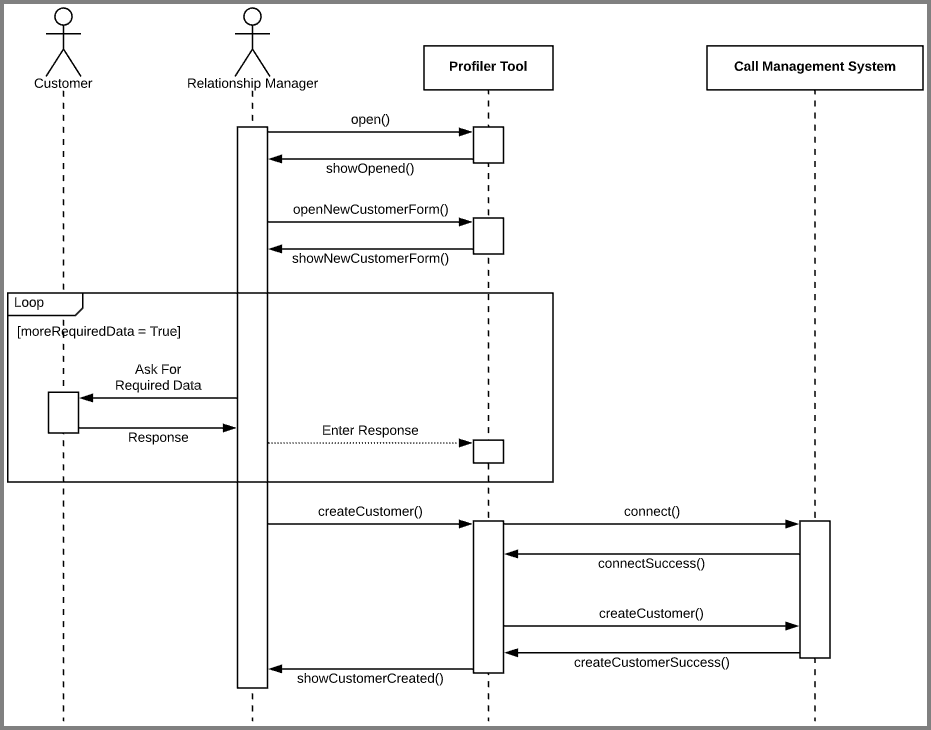 Customer
Relationship Manager
Profiler Tool
Call Management System
open()
showOpened()
openNewCustomerForm()
showNewCustomerForm()
Loop
[moreRequiredData = True]
Ask For
Required Data
Response
Enter Response
createCustomer()
connect()
connectSuccess()
createCustomer()
createCustomerSuccess()
showCustomerCreated()